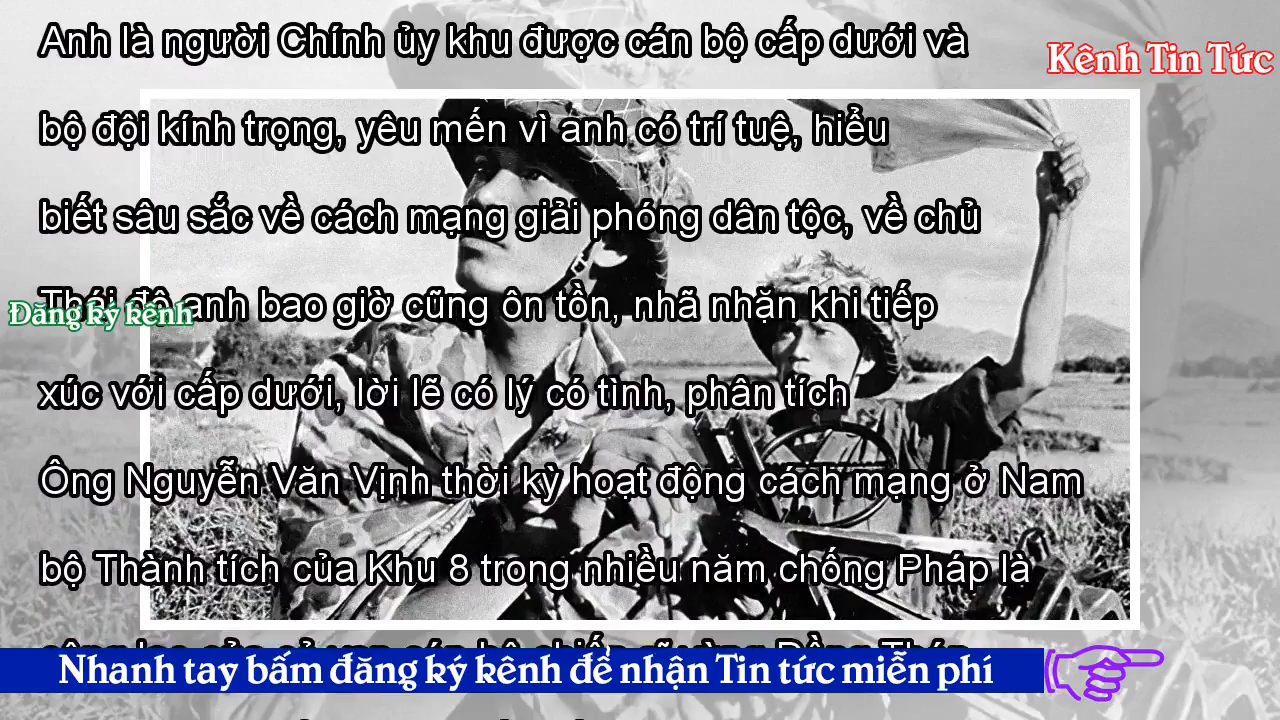 Anh là người Chính ủy khu được cán bộ cấp dưới và
Kênh Tin Tức
bộ đội kính trọng, yêu mến vì anh có trí tuệ, hiểu
biết sâu sắc về cách mạng giải phóng dân tộc, về chủ
Thái độ anh bao giờ cũng ôn tồn, nhã nhặn khi tiếp
Đăng ký kênh
xúc với cấp dưới, lời lẽ có lý có tình, phân tích
Ông Nguyễn Văn Vịnh thời kỳ hoạt động cách mạng ở Nam
bộ Thành tích của Khu 8 trong nhiều năm chống Pháp là
Nhanh tay bấm đăng ký kênh để nhận Tin tức miễn phí